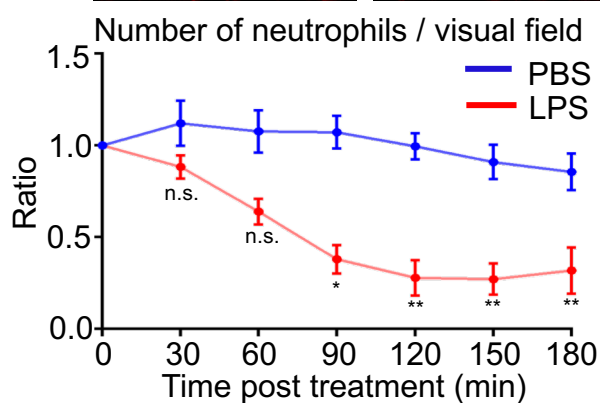 Number of neutrophils / visual field
1.5
PBS
LPS
1.0
Ratio
n.s.
0.5
n.s.
*
**
**
**
0.0
0 30 60 90 120 150 180
Time post treatment (min)